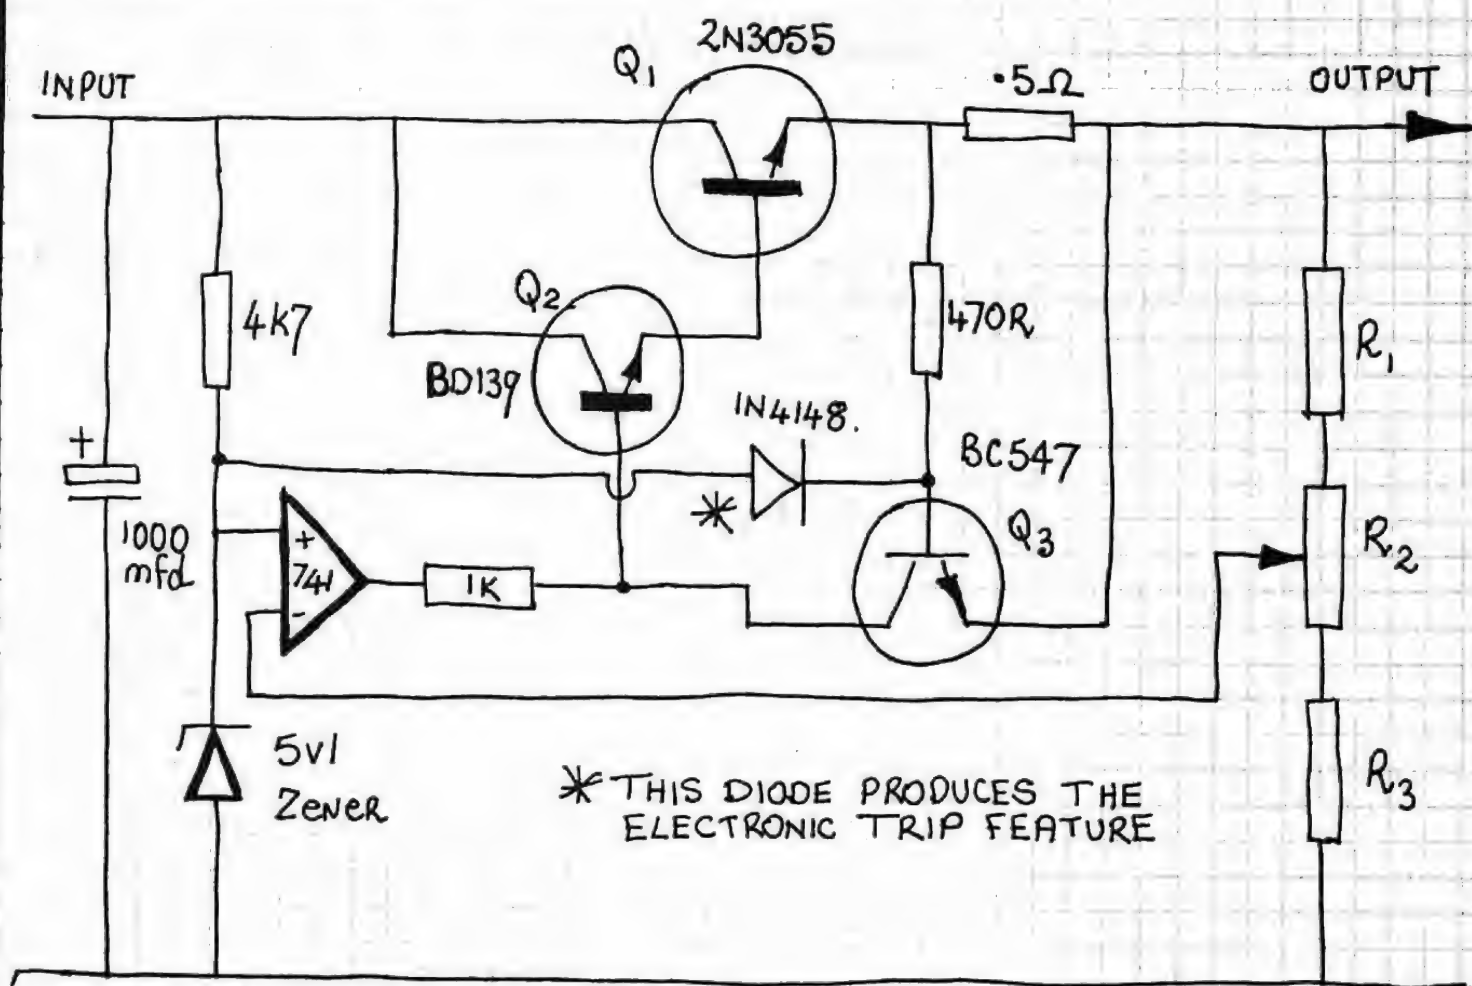 2N3055
Q1
INPUT
.5Ω
OUTPUT
4K7
Q2
BD139
470R
R1
1N4148.
BC547
+
1000
mfd
+
741
-
1K
*
Q3
R2
5v1
Zener
R3
* THIS DIODE PRODUCES THE
ELECTRONIC TRIP FEATURE